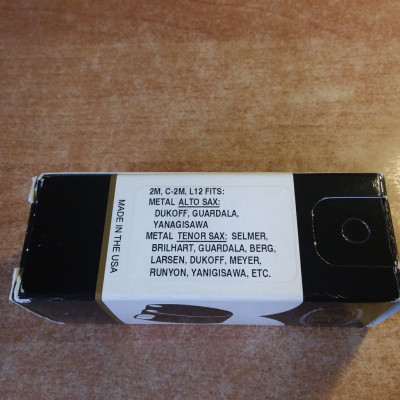 2M, C-2M, L12 FITS:
METAL ALTO SAX:
DUKOFF, GUARDALA,
YANAGISAWA
METAL TENOR SAX: SELMER,
BRILHART, GUARDALA, BERG,
LARSEN, DUKOFF, MEYER,
RUNYON, YANIGISAWA, ETC.
MADE IN THE USA